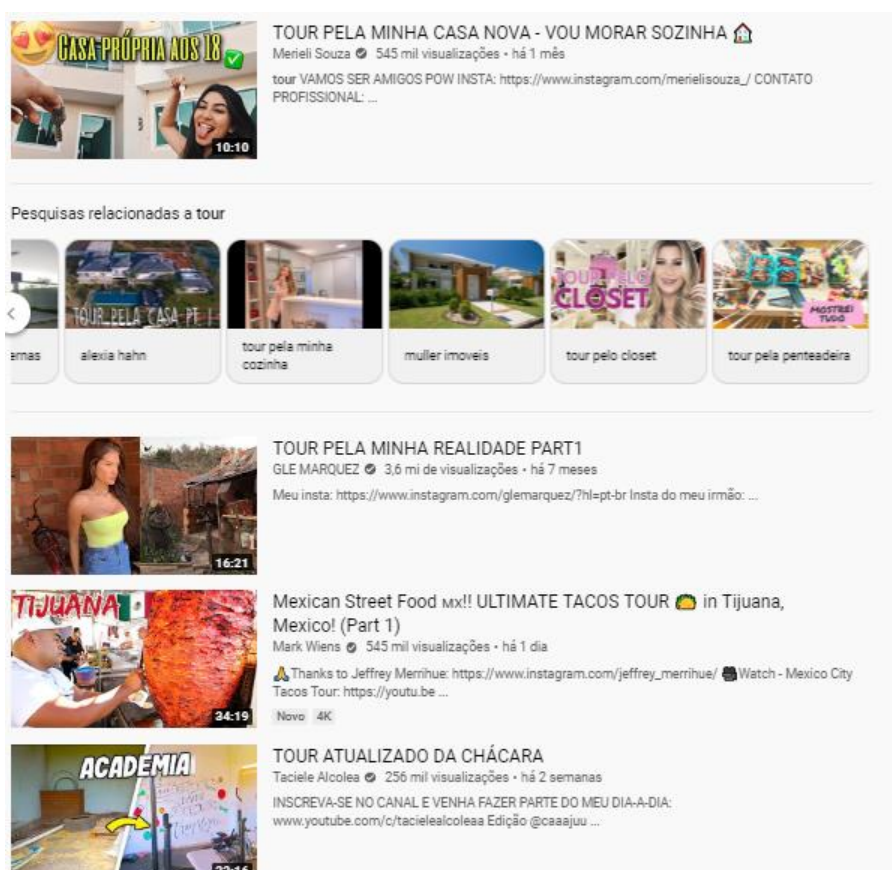 CASA PRÓPRIA AOS 18
10:10
TOUR PELA MINHA CASA NOVA - VOU MORAR SOZINHA
Merieli Souza 545 mil visualizações • há 1 mês
tour VAMOS SER AMIGOS POW INSTA: https://www.instagram.com/merielisouza_/ CONTATO
PROFISSIONAL: ...
Pesquisas relacionadas a tour
TOUR PELA CASA PT. 1
TOUR PELO
CLOSET
MOSTREI
TUDO
ernas
alexia hahn
tour pela minha
cozinha
muller imoveis
tour pelo closet
tour pela penteadeira
16:21
TOUR PELA MINHA REALIDADE PART1
GLE MARQUEZ 3,6 mi de visualizações • há 7 meses
Meu insta: https://www.instagram.com/glemarquez/?hl=pt-br Insta do meu irmão: ...
TIJUANA
34:19
Mexican Street Food MX!! ULTIMATE TACOS TOUR 🌮 in Tijuana,
Mexico! (Part 1)
Mark Wiens 545 mil visualizações • há 1 dia
🙏Thanks to Jeffrey Merrihue: https://www.instagram.com/jeffrey_merrihue/ Watch - Mexico City
Tacos Tour: https://youtu.be ...
Novo 4K
ACADEMIA
22:16
TOUR ATUALIZADO DA CHÁCARA
Taciele Alcolea 256 mil visualizações • há 2 semanas
INSCREVA-SE NO CANAL E VENHA FAZER PARTE DO MEU DIA-A-DIA:
www.youtube.com/c/tacielealcoleaa Edição @caaajuu ...